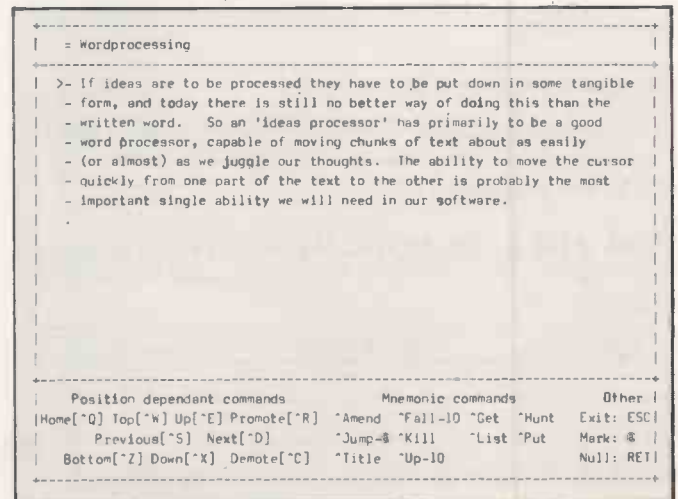 = Wordprocessing
>- If ideas are to be processed they have to be put down in some tangible
- form, and today there is still no better way of doing this than the
- written word. So an 'ideas processor' has primarily to be a good
- word processor, capable of moving chunks of text about as easily
- (or almost) as we juggle our thoughts. The ability to move the cursor
- quickly from one part of the text to the other is probably the most
- important single ability we will need in our software.
.
Position dependant commands Mnemonic commands Other
Home[^Q] Top[^W] Up[^E] Promote[^R] ^Amend ^Fall-10 ^Get ^Hunt Exit: ESC
Previous[^S] Next[^D] ^Jump-@ ^Kill ^List ^Put Mark: @
Bottom[^Z] Down[^X] Demote[^C] ^Title ^Up-10 Null: RET